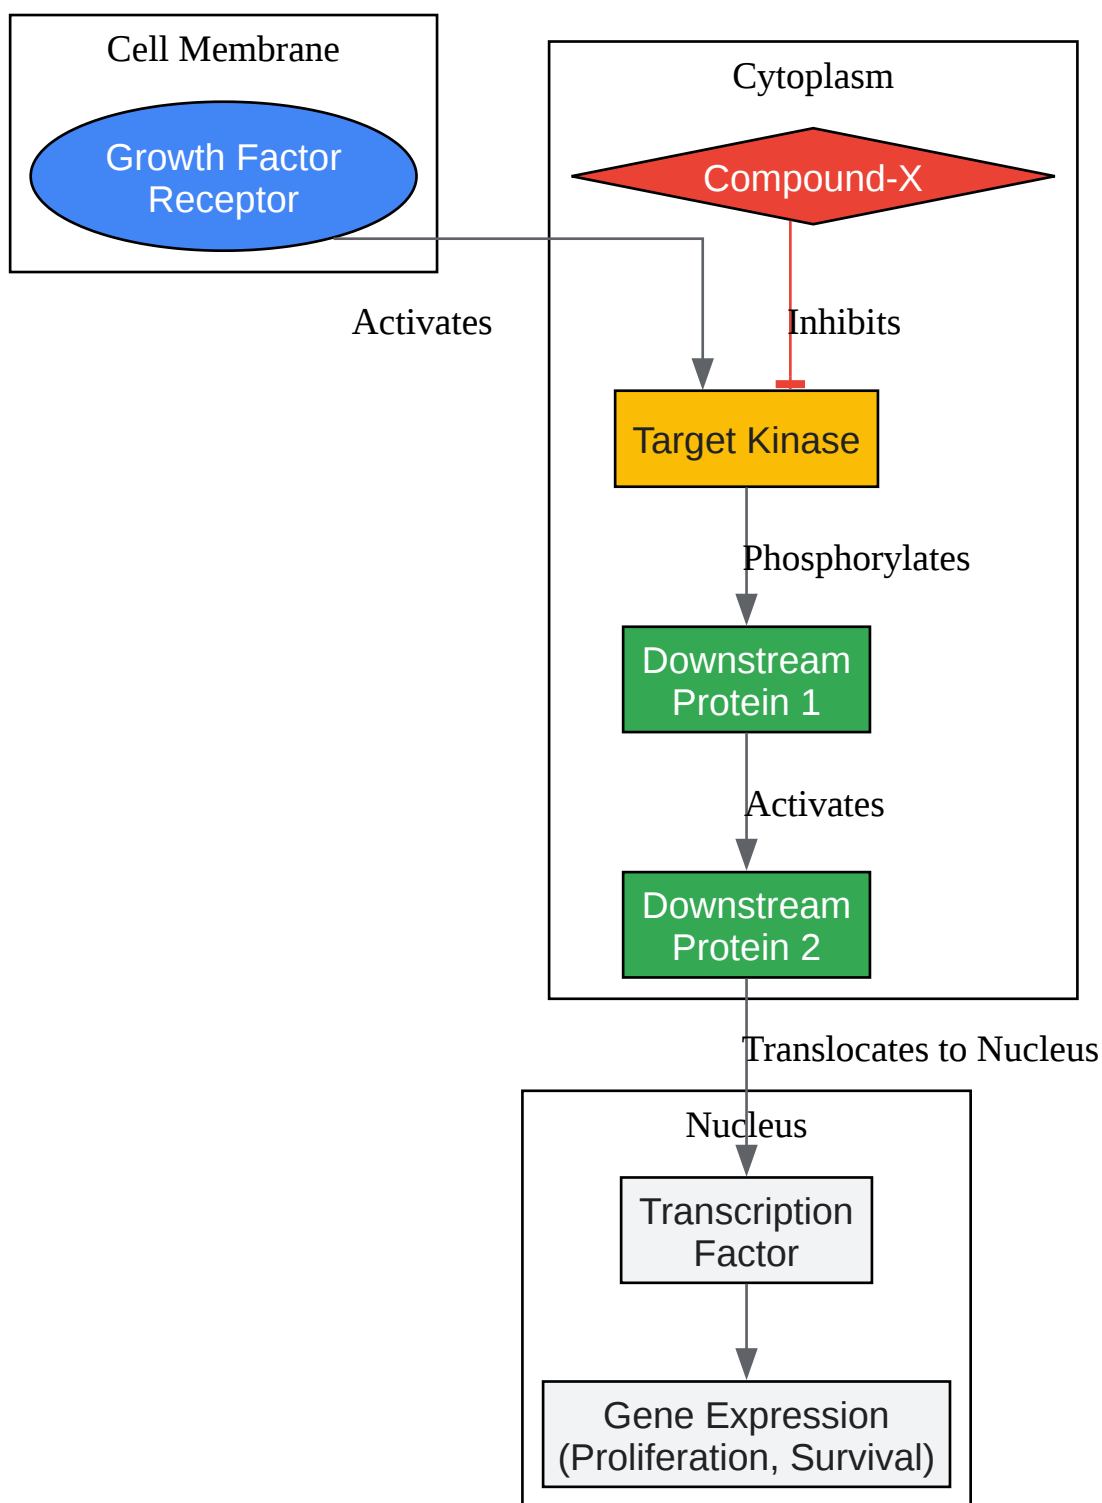 Cell Membrane
Growth Factor
Receptor
Cytoplasm
Compound-X
Activates
Inhibits
Target Kinase
Phosphorylates
Downstream
Protein 1
Activates
Downstream
Protein 2
Translocates to Nucleus
Nucleus
Transcription
Factor
Gene Expression
(Proliferation, Survival)